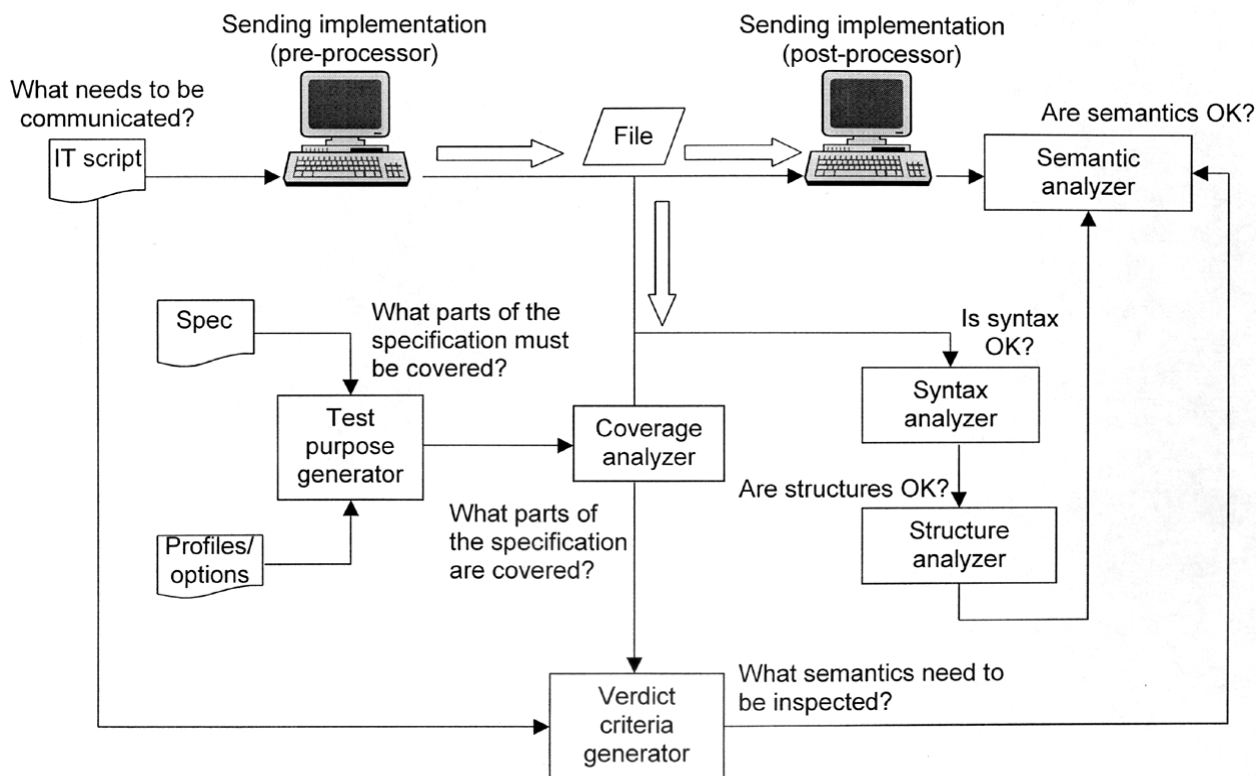 Sending implementation
(pre-processor)
Sending implementation
(post-processor)
What needs to be
communicated?
IT script
File
Are semantics OK?
Semantic
analyzer
Spec
What parts of the
specification must
be covered?
Is syntax
OK?
Test
purpose
generator
Coverage
analyzer
Syntax
analyzer
Are structures OK?
Profiles/
options
What parts of
the specification
are covered?
Structure
analyzer
Verdict
criteria
generator
What semantics need to
be inspected?